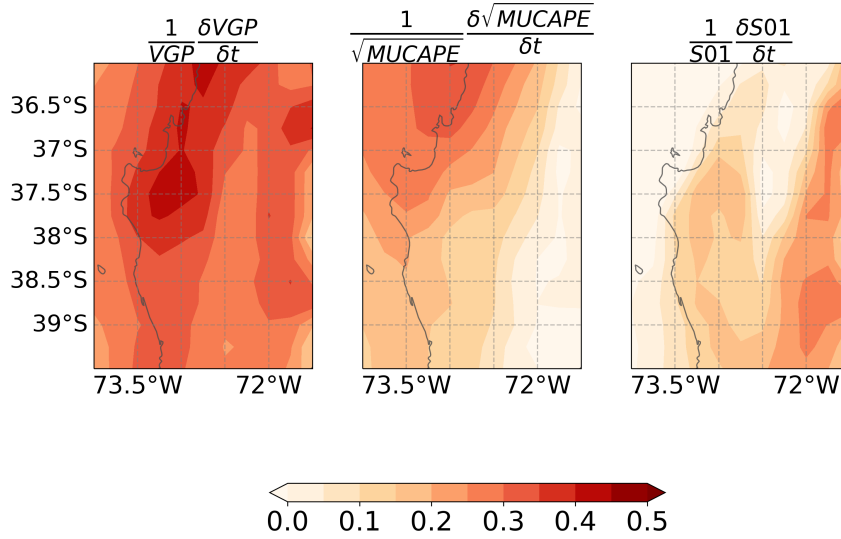 1/VGP δVGP/δt
1/√MUCAPE δ√MUCAPE/δt
1/S01 δS01/δt
36.5°S
37°S
37.5°S
38°S
38.5°S
39°S
73.5°W 72°W 73.5°W 72°W 73.5°W 72°W
0.0 0.1 0.2 0.3 0.4 0.5